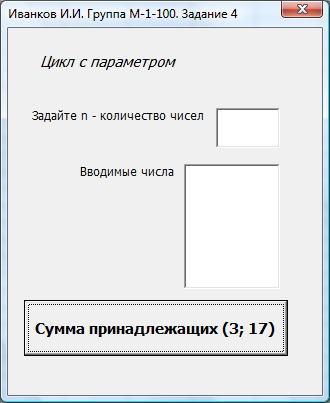 Иванков И.И. Группа М-1-100. Задание 4
Цикл с параметром
Задайте n - количество чисел
Вводимые числа
Сумма принадлежащих (3; 17)